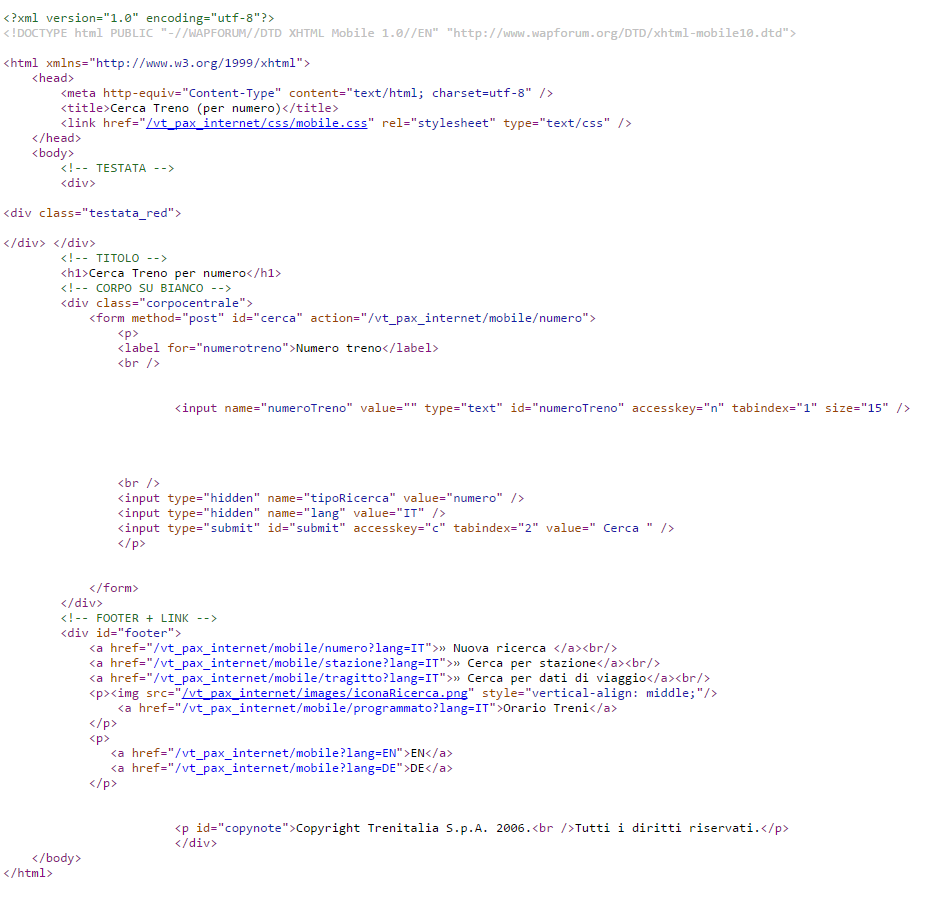 <?xml version="1.0" encoding="utf-8"?>
<!DOCTYPE html PUBLIC "-//WAPFORUM//DTD XHTML Mobile 1.0//EN" "http://www.wapforum.org/DTD/xhtml-mobile10.dtd">
<html xmlns="http://www.w3.org/1999/xhtml">
<head>
<meta http-equiv="Content-Type" content="text/html; charset=utf-8" />
<title>Cerca Treno (per numero)</title>
<link href="/vt_pax_internet/css/mobile.css" rel="stylesheet" type="text/css" />
</head>
<body>
<!-- TESTATA -->
<div>
<div class="testata_red">
</div> </div>
<!-- TITOLO -->
<h1>Cerca Treno per numero</h1>
<!-- CORPO SU BIANCO -->
<div class="corpocentrale">
<form method="post" id="cerca" action="/vt_pax_internet/mobile/numero">
<p>
<label for="numerotreno">Numero treno</label>
<br />
<input name="numeroTreno" value="" type="text" id="numeroTreno" accesskey="n" tabindex="1" size="15" />
<br />
<input type="hidden" name="tipoRicerca" value="numero" />
<input type="hidden" name="lang" value="IT" />
<input type="submit" id="submit" accesskey="c" tabindex="2" value=" Cerca " />
</p>
</form>
</div>
<!-- FOOTER + LINK -->
<div id="footer">
<a href="/vt_pax_internet/mobile/numero?lang=IT">» Nuova ricerca </a><br/>
<a href="/vt_pax_internet/mobile/stazione?lang=IT">» Cerca per stazione</a><br/>
<a href="/vt_pax_internet/mobile/tragitto?lang=IT">» Cerca per dati di viaggio</a><br/>
<p><img src="/vt_pax_internet/images/iconaRicerca.png" style="vertical-align: middle;"/>
<a href="/vt_pax_internet/mobile/programmato?lang=IT">Orario Treni</a>
</p>
<p>
<a href="/vt_pax_internet/mobile?lang=EN">EN</a>
<a href="/vt_pax_internet/mobile?lang=DE">DE</a>
</p>
<p id="copynote">Copyright Trenitalia S.p.A. 2006.<br />Tutti i diritti riservati.</p>
</div>
</body>
</html>